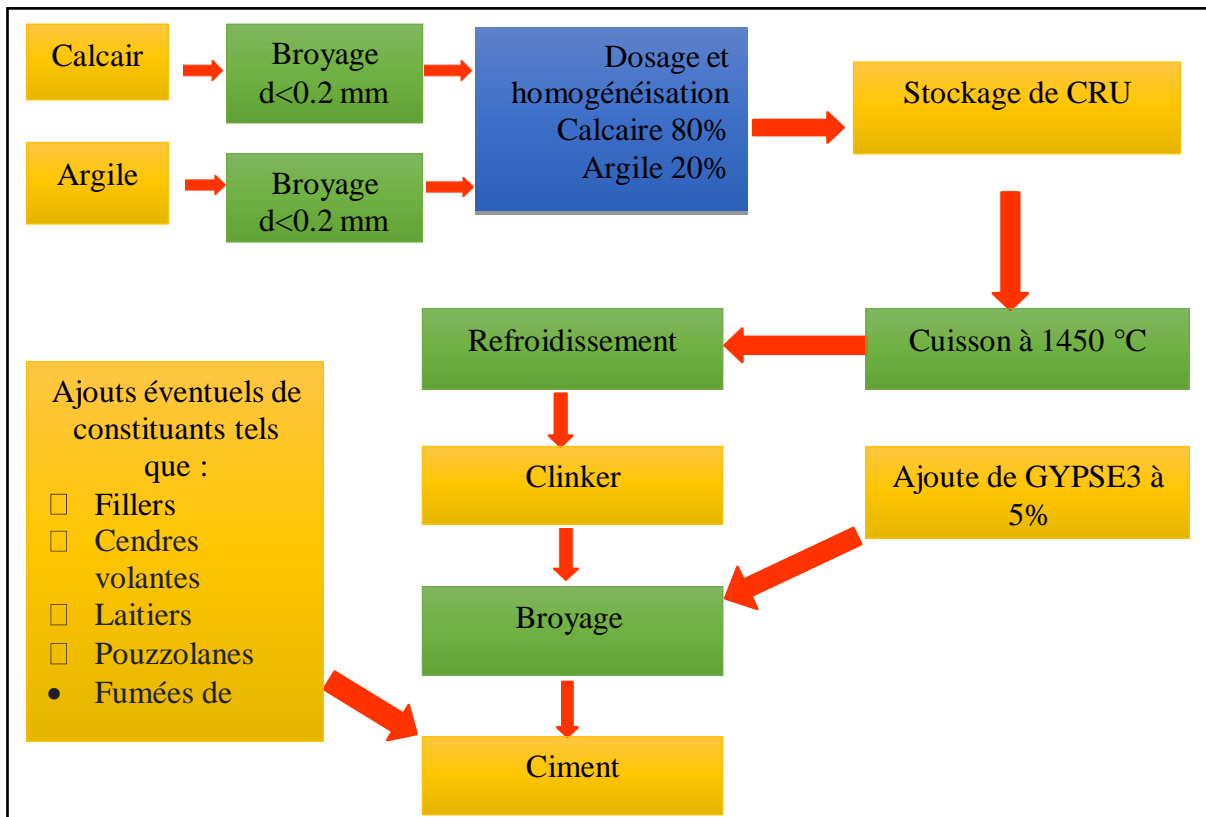 Calcair
Broyage
d<0.2 mm
Dosage et
homogénéisation
Calcaire 80%
Argile 20%
Stockage de CRU
Argile
Broyage
d<0.2 mm
Refroidissement
Cuisson à 1450 °C
Ajouts éventuels de
constituants tels
que :
Fillers
Cendres
volantes
Laitiers
Pouzzolanes
• Fumées de
Clinker
Ajoute de GYPSE3 à
5%
Broyage
Ciment